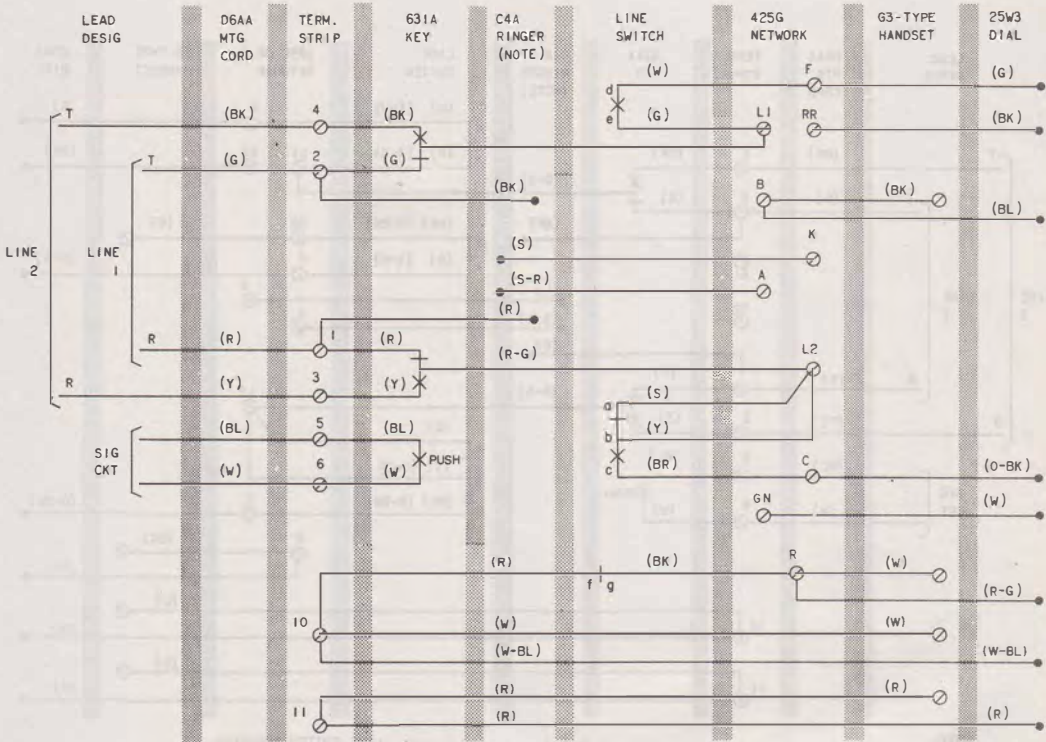 LEAD DESIG
D6AA MTG CORD
TERM. STRIP
631A KEY
C4A RINGER (NOTE)
LINE SWITCH
425G NETWORK
G3-TYPE HANDSET
25W3 DIAL
(W) F (G)
d
T (BK) 4 (BK) e (G) L1 RR (BK)
T (G) 2 (G)
(BK) B (BK)
(BL)
LINE 2 LINE 1
(S) K
(S-R) A
(R)
R (R) 1 (R) (R-G) L2
R (Y) 3 (Y) a (S)
b (Y)
SIG CKT
(BL) 5 (BL)
PUSH
(W) 6 (W) c (BR) C (O-BK)
GN (W)
(R) f g (BK) R (W)
(R-G)
10 (W) (W)
(W-BL) (W-BL)
(R) (R)
11 (R) (R)